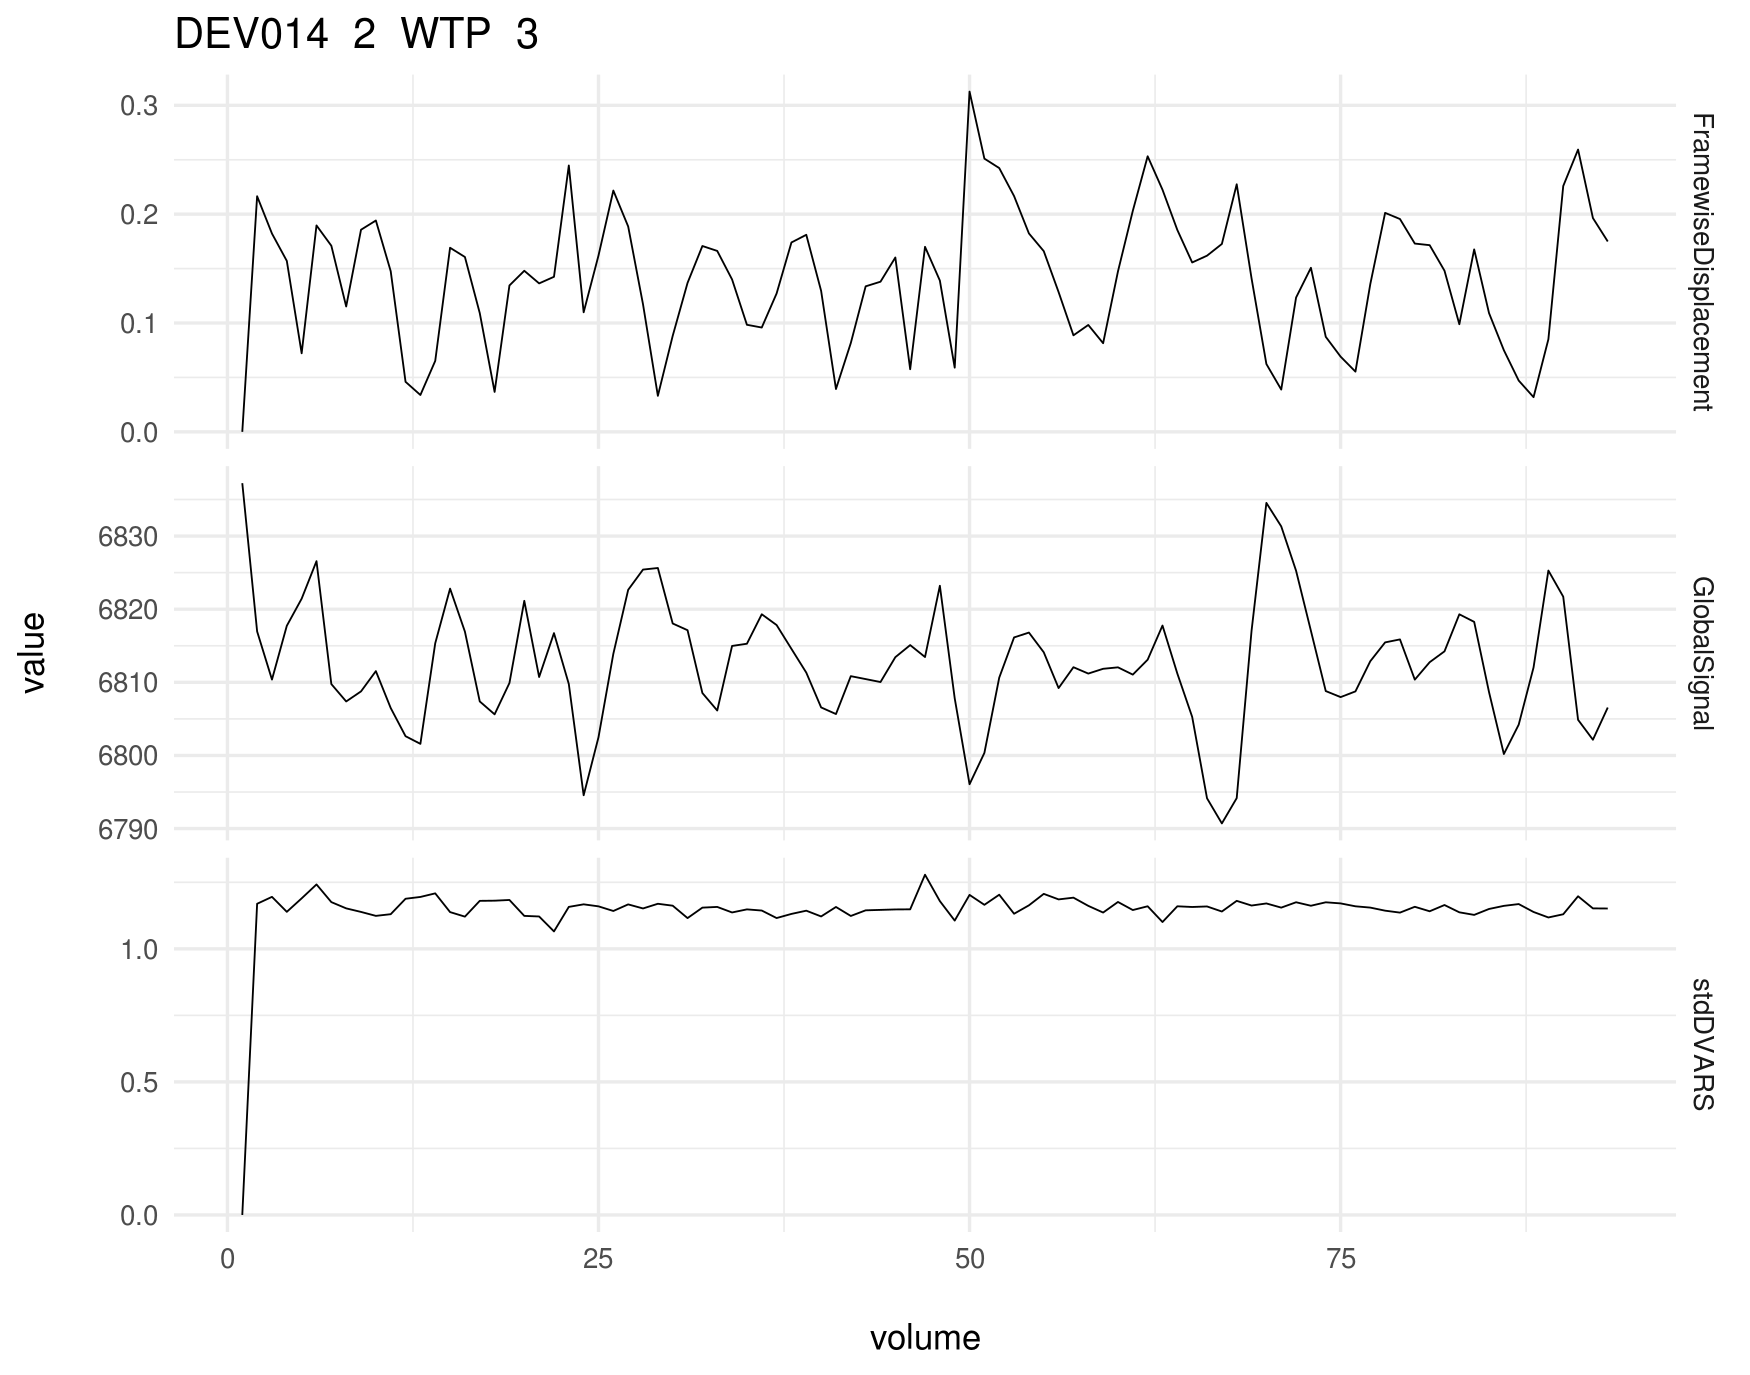 DEV014 2 WTP 3
0.3
0.2
0.1
0.0
FramewiseDisplacement
6830
6820
6810
6800
6790
GlobalSignal
1.0
0.5
0.0
stdDVARS
value
0 25 50 75
volume